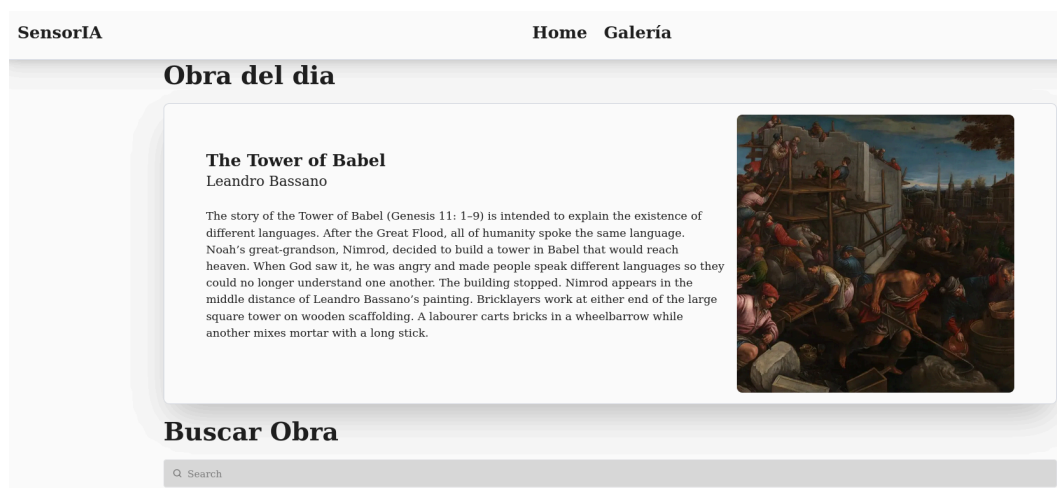 SensorIA
Home Galería
Obra del dia
The Tower of Babel
Leandro Bassano
The story of the Tower of Babel (Genesis 11: 1–9) is intended to explain the existence of
different languages. After the Great Flood, all of humanity spoke the same language.
Noah’s great-grandson, Nimrod, decided to build a tower in Babel that would reach
heaven. When God saw it, he was angry and made people speak different languages so they
could no longer understand one another. The building stopped. Nimrod appears in the
middle distance of Leandro Bassano’s painting. Bricklayers work at either end of the large
square tower on wooden scaffolding. A labourer carts bricks in a wheelbarrow while
another mixes mortar with a long stick.
Buscar Obra
Search